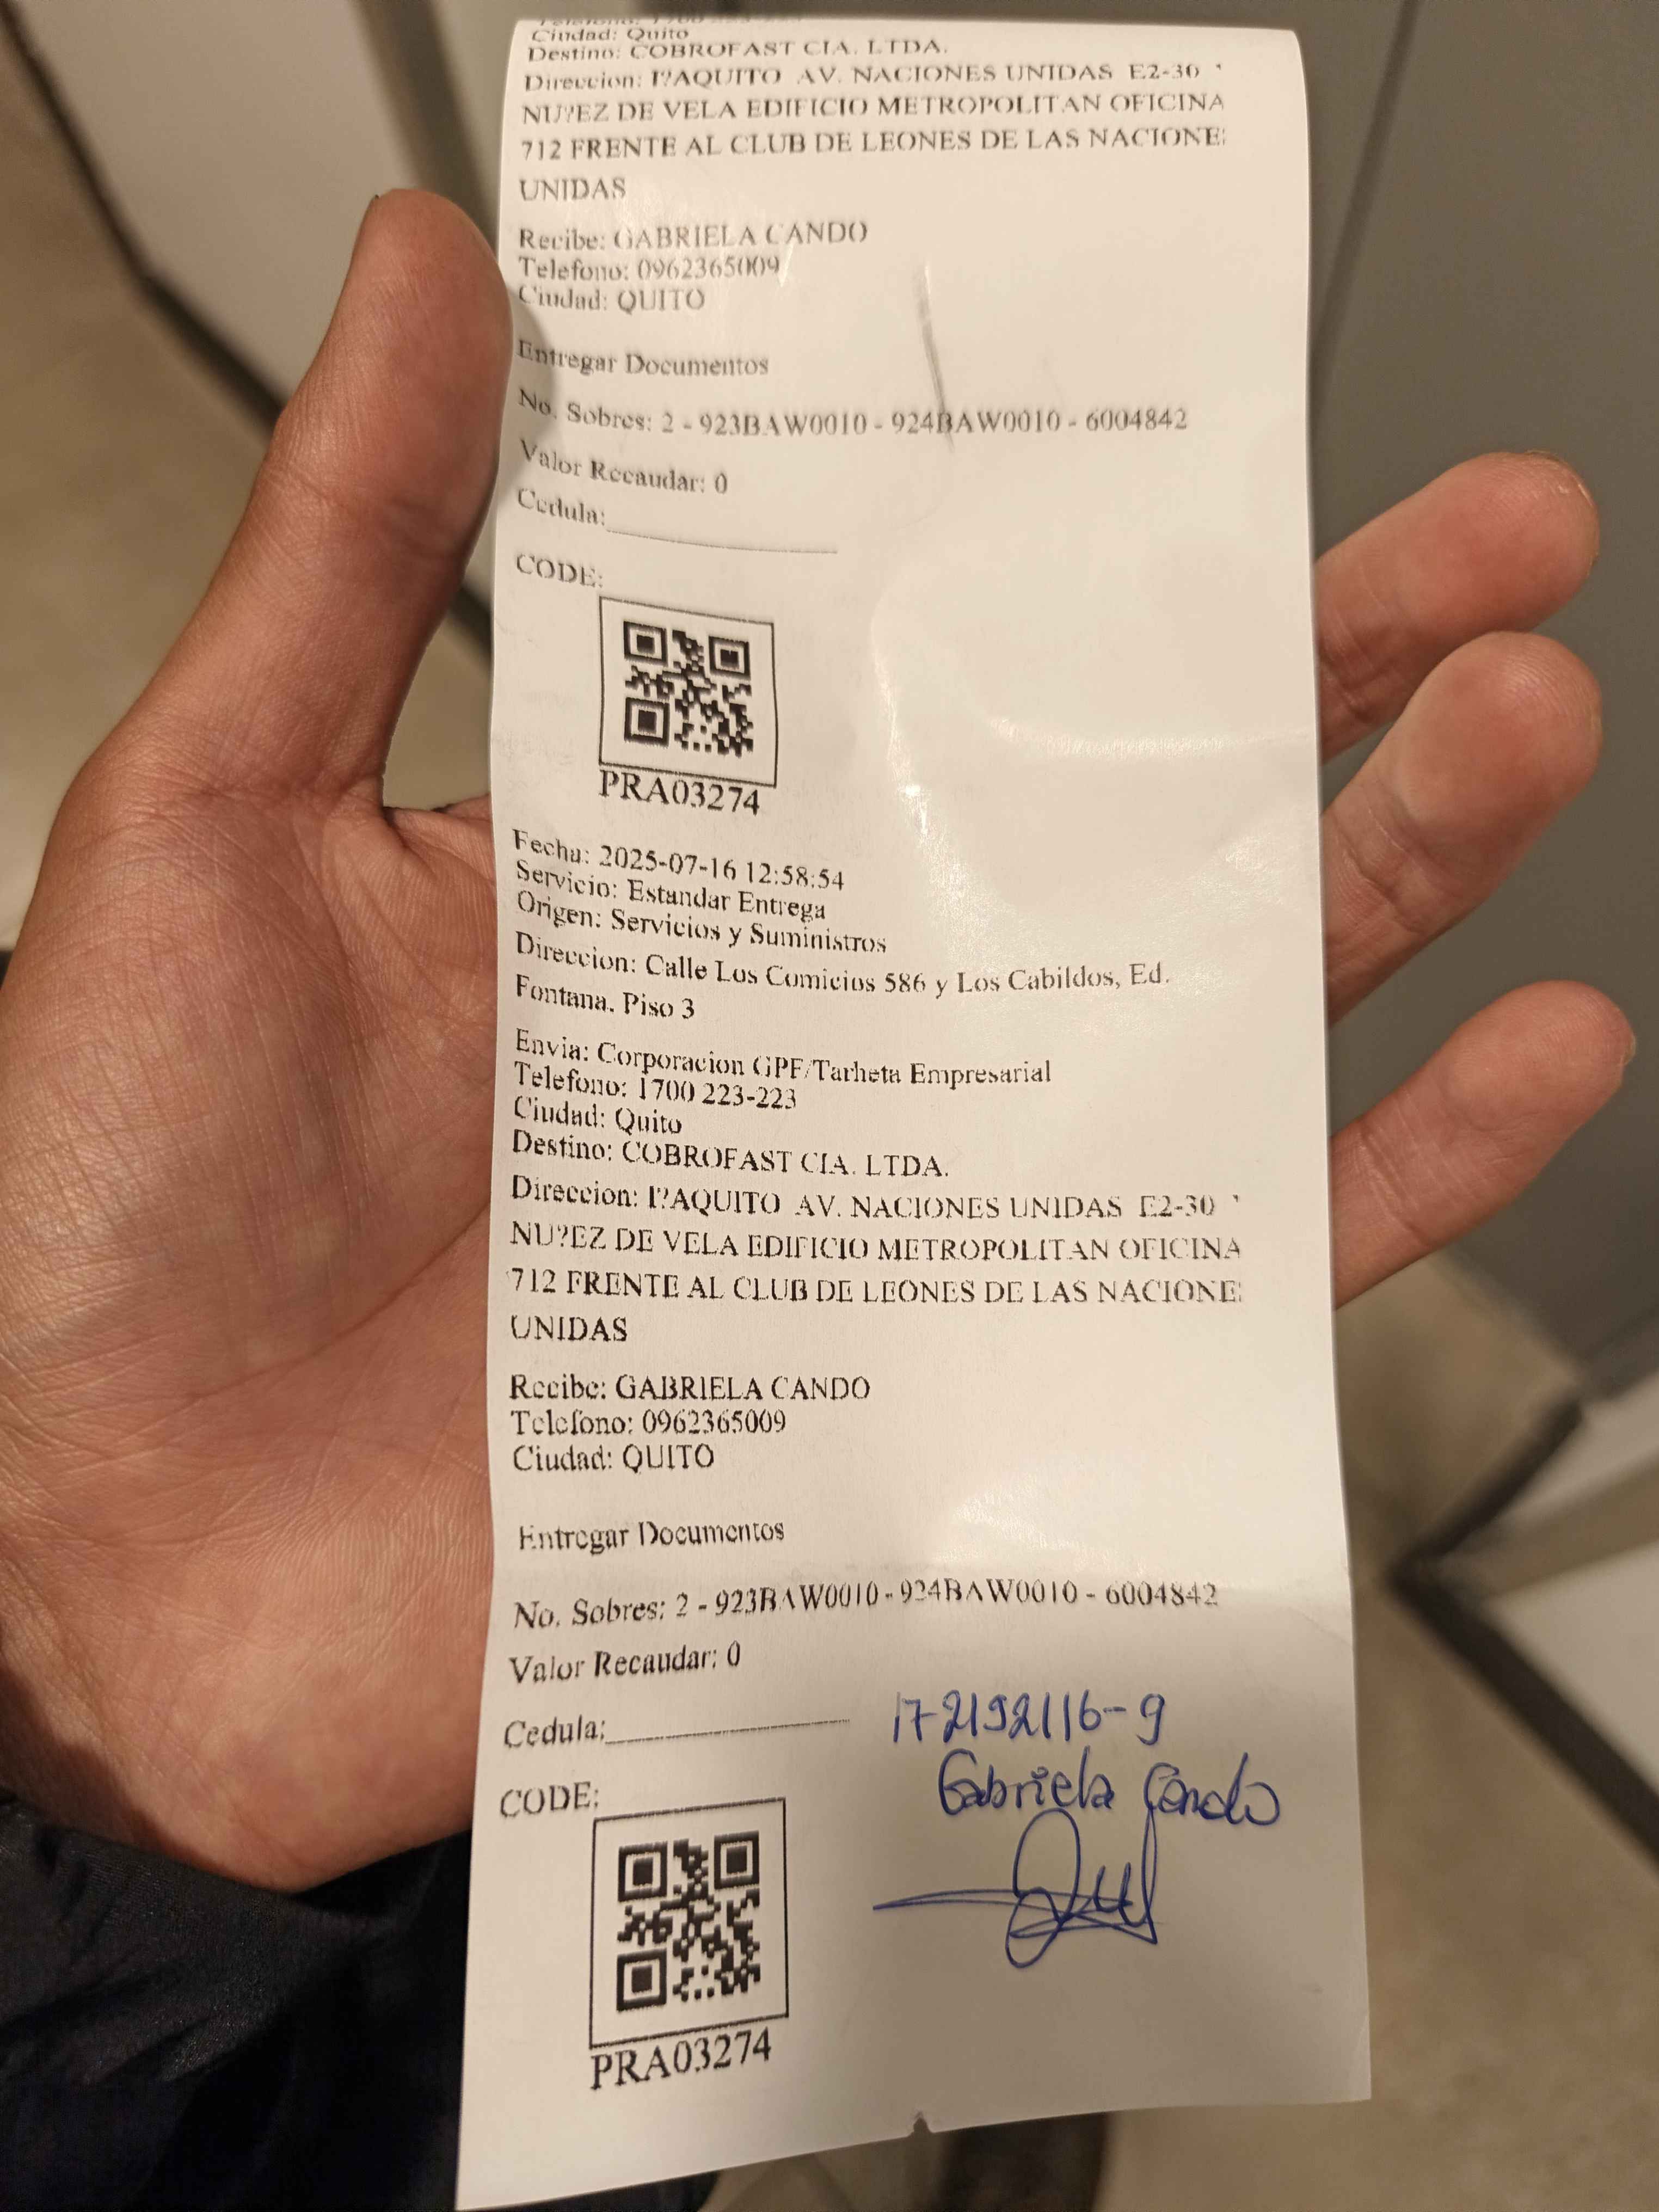 Ciudad: Quito
Destino: COBROFAST CIA. LTDA.
Direccion: I?AQUITO AV. NACIONES UNIDAS E2-30 Y
NU?EZ DE VELA EDIFICIO METROPOLITAN OFICINA
712 FRENTE AL CLUB DE LEONES DE LAS NACIONE
UNIDAS
Recibe: GABRIELA CANDO
Telefono: 0962365009
Ciudad: QUITO
Entregar Documentos
No. Sobres: 2 - 923BAW0010 - 924BAW0010 - 6004842
Valor Recaudar: 0
Cedula:
CODE:
PRA03274
Fecha: 2025-07-16 12:58:54
Servicio: Estandar Entrega
Origen: Servicios y Suministros
Direccion: Calle Los Comicios 586 y Los Cabildos, Ed.
Fontana. Piso 3
Envia: Corporacion GPF/Tarheta Empresarial
Telefono: 1700 223-223
Ciudad: Quito
Destino: COBROFAST CIA. LTDA.
Direccion: I?AQUITO AV. NACIONES UNIDAS E2-30
NU?EZ DE VELA EDIFICIO METROPOLITAN OFICINA
712 FRENTE AL CLUB DE LEONES DE LAS NACIONE
UNIDAS
Recibe: GABRIELA CANDO
Telefono: 0962365009
Ciudad: QUITO
Entregar Documentos
No. Sobres: 2 - 923BAW0010 - 924BAW0010 - 6004842
Valor Recaudar: 0
172192116-9
Cedula:
Gabriela Cando
CODE:
PRA03274